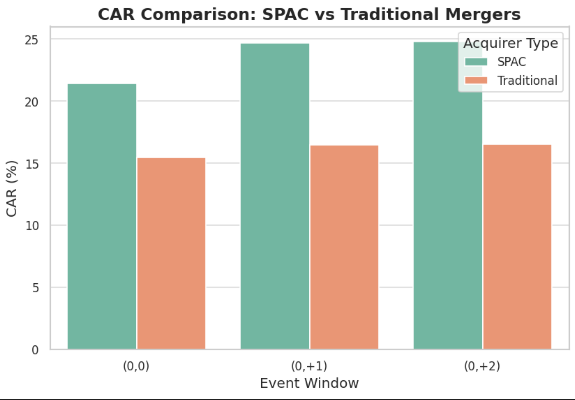 CAR Comparison: SPAC vs Traditional Mergers
Acquirer Type
SPAC
Traditional
CAR (%)
25
20
15
10
5
0
(0,0)
(0,+1)
(0,+2)
Event Window